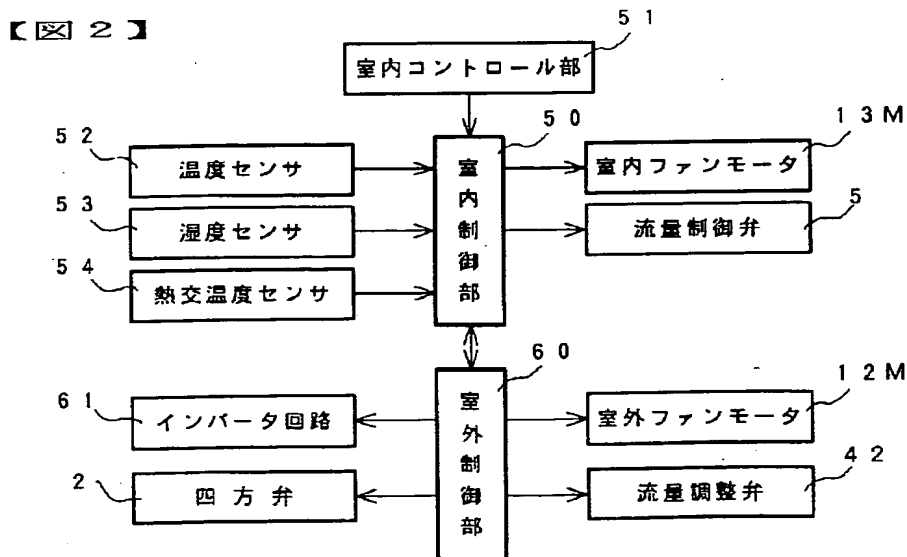 【図２】
５１
室内コントロール部
５２
５０
１３Ｍ
温度センサ
室内制御部
室内ファンモータ
５３
５
湿度センサ
流量制御弁
５４
熱交温度センサ
６０
６１
１２Ｍ
インバータ回路
室外制御部
室外ファンモータ
２
４２
四方弁
流量調整弁